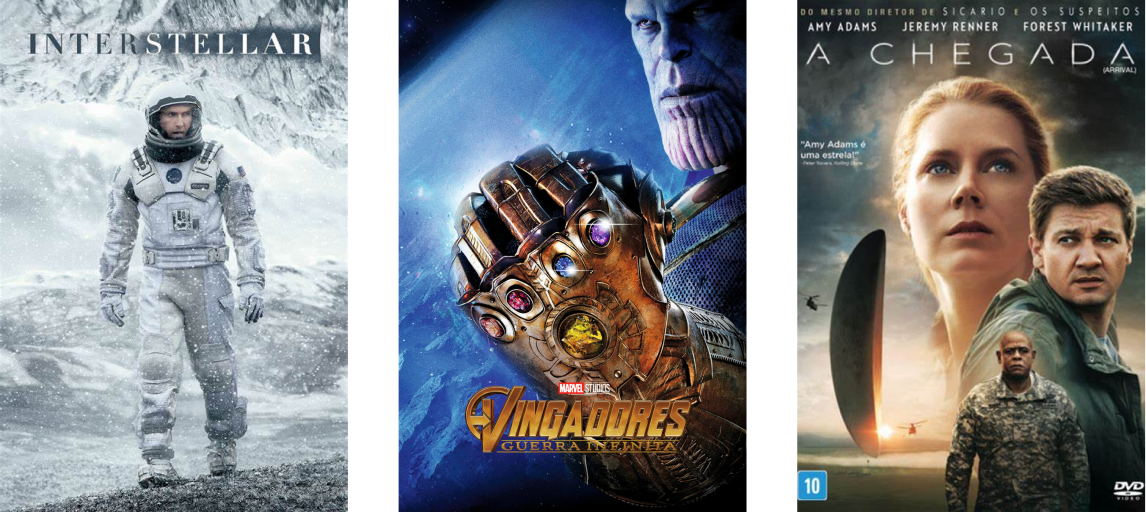 INTERSTELLAR
MARVEL STUDIOS
VINGADORES
GUERRA INFINITA
DO MESMO DIRETOR DE SICARIO E OS SUSPEITOS
AMY ADAMS JEREMY RENNER FOREST WHITAKER
A CHEGADA
(ARRIVAL)
“Amy Adams é
uma estrela!”
10
DVD
VIDEO